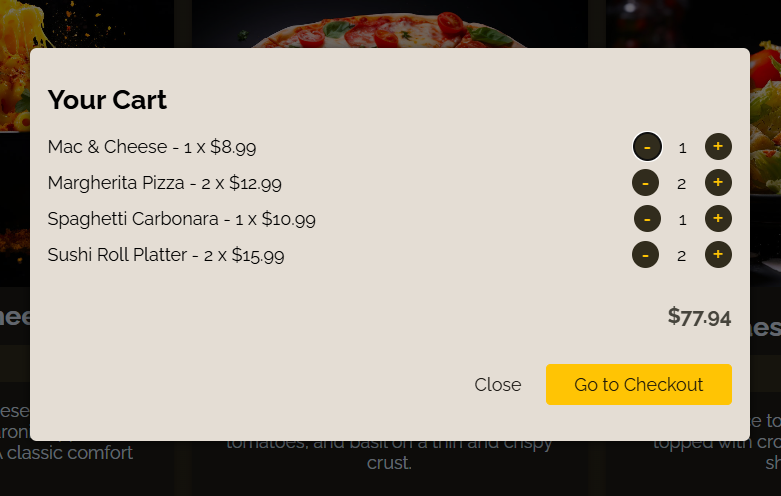 Your Cart
Mac & Cheese - 1 x $8.99 - 1 +
Margherita Pizza - 2 x $12.99 - 2 +
Spaghetti Carbonara - 1 x $10.99 - 1 +
Sushi Roll Platter - 2 x $15.99 - 2 +
$77.94
Close Go to Checkout
A classic comfort
tomatoes, and basil on a thin and crispy
crust.
topped with